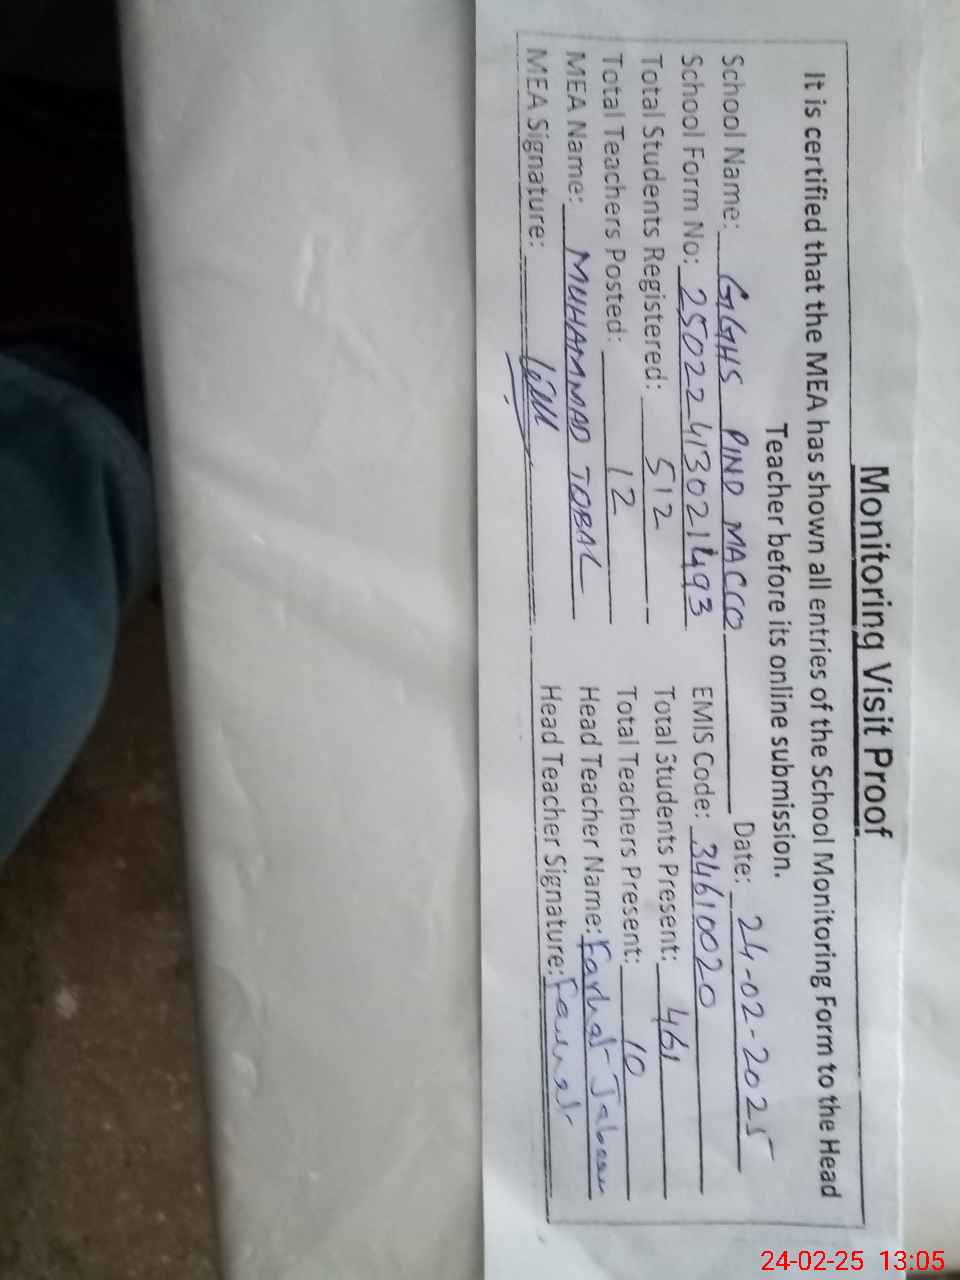 Monitoring Visit Proof
It is certified that the MEA has shown all entries of the School Monitoring Form to the Head
Teacher before its online submission.
School Name: GGHS PIND MACCO Date: 24-02-2025
School Form No: 25022413021493 EMIS Code: 34610020
Total Students Registered: 512 Total Students Present: 461
Total Teachers Posted: 12 Total Teachers Present: 10
MEA Name: MUHAMMAD IQBAL Head Teacher Name: Farhat Jabeen
MEA Signature: Head Teacher Signature:
24-02-25 13:05